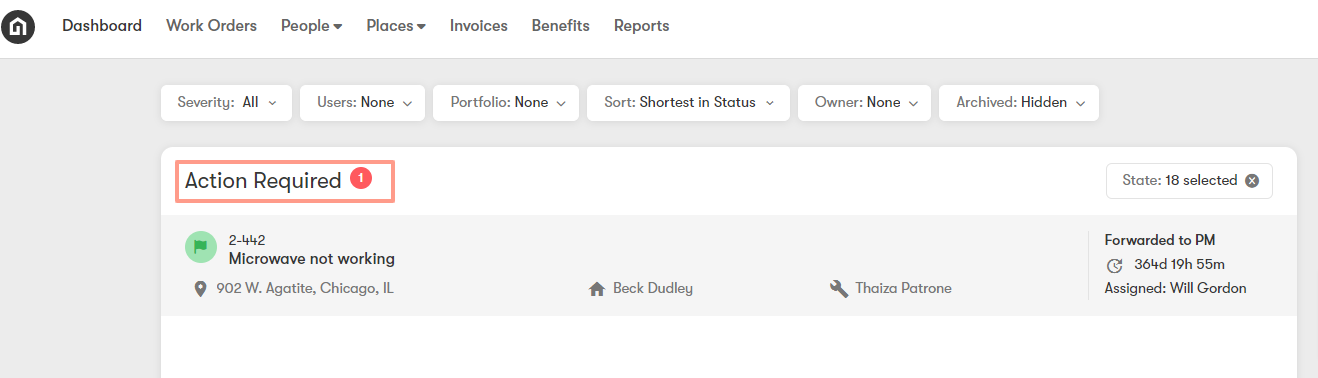 Dashboard Work Orders People Places Invoices Benefits Reports
Severity: All Users: None Portfolio: None Sort: Shortest in Status Owner: None Archived: Hidden
Action Required 1 State: 18 selected
2-442 Forwarded to PM
Microwave not working 364d 19h 55m
902 W. Agatite, Chicago, IL Beck Dudley Thaiza Patrone Assigned: Will Gordon